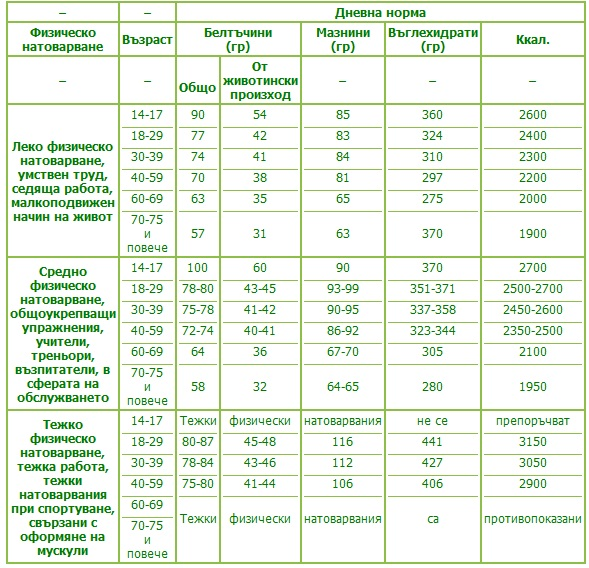 – – Дневна норма
Физическо натоварване Възраст Белтъчини (гр) Мазнини (гр) Въглехидрати (гр) Ккал.
– – Общо От животински произход – – –
Леко физическо натоварване, умствен труд, седяща работа, малкоподвижен начин на живот
14-17 90 54 85 360 2600
18-29 77 42 83 324 2400
30-39 74 41 84 310 2300
40-59 70 38 81 297 2200
60-69 63 35 65 275 2000
70-75 и повече 57 31 63 370 1900
Средно физическо натоварване, общоукрепващи упражнения, учители, треньори, възпитатели, в сферата на обслужването
14-17 100 60 90 370 2700
18-29 78-80 43-45 93-99 351-371 2500-2700
30-39 75-78 41-42 90-95 337-358 2450-2600
40-59 72-74 40-41 86-92 323-344 2350-2500
60-69 64 36 67-70 305 2100
70-75 и повече 58 32 64-65 280 1950
Тежко физическо натоварване, тежка работа, тежки натоварвания при спортуване, свързани с оформяне на мускули
14-17 Тежки физически натоварвания не се препоръчват
18-29 80-87 45-48 116 441 3150
30-39 78-84 43-46 112 427 3050
40-59 75-80 41-44 106 406 2900
60-69
70-75 и повече Тежки физически натоварвания са противопоказани